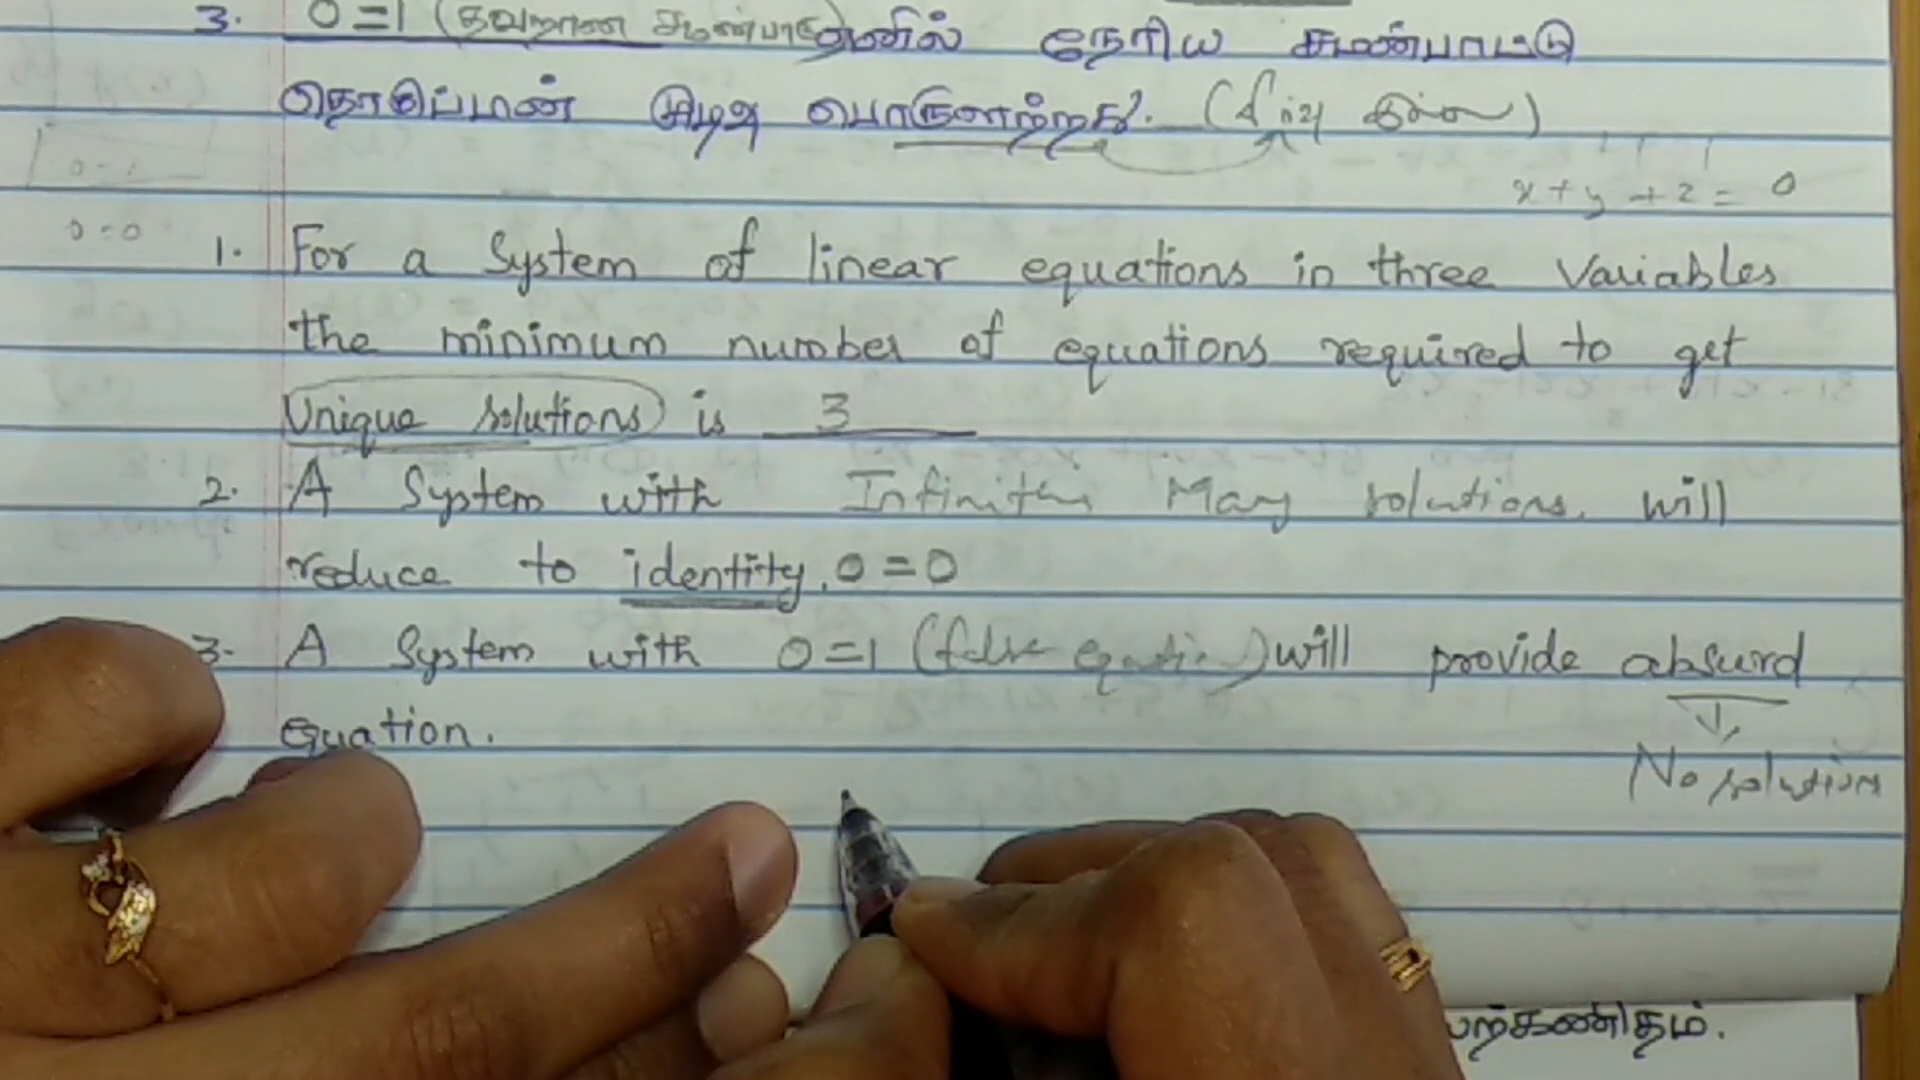 3. 0=1 (தவறான சமன்பாடு) எனில் நேரிய சமன்பாட்டு
தொகுப்பான் முடிவு பொருளற்றது. (தீர்வு இல்லை)
x+y+z=0
0=0
1. For a System of linear equations in three Variables
the minimum number of equations required to get
Unique solutions is 3
2. A System with Infinitely Many solutions. will
reduce to identity. 0=0
3. A System with 0=1 (false equation) will provide absurd
equation.
No solution